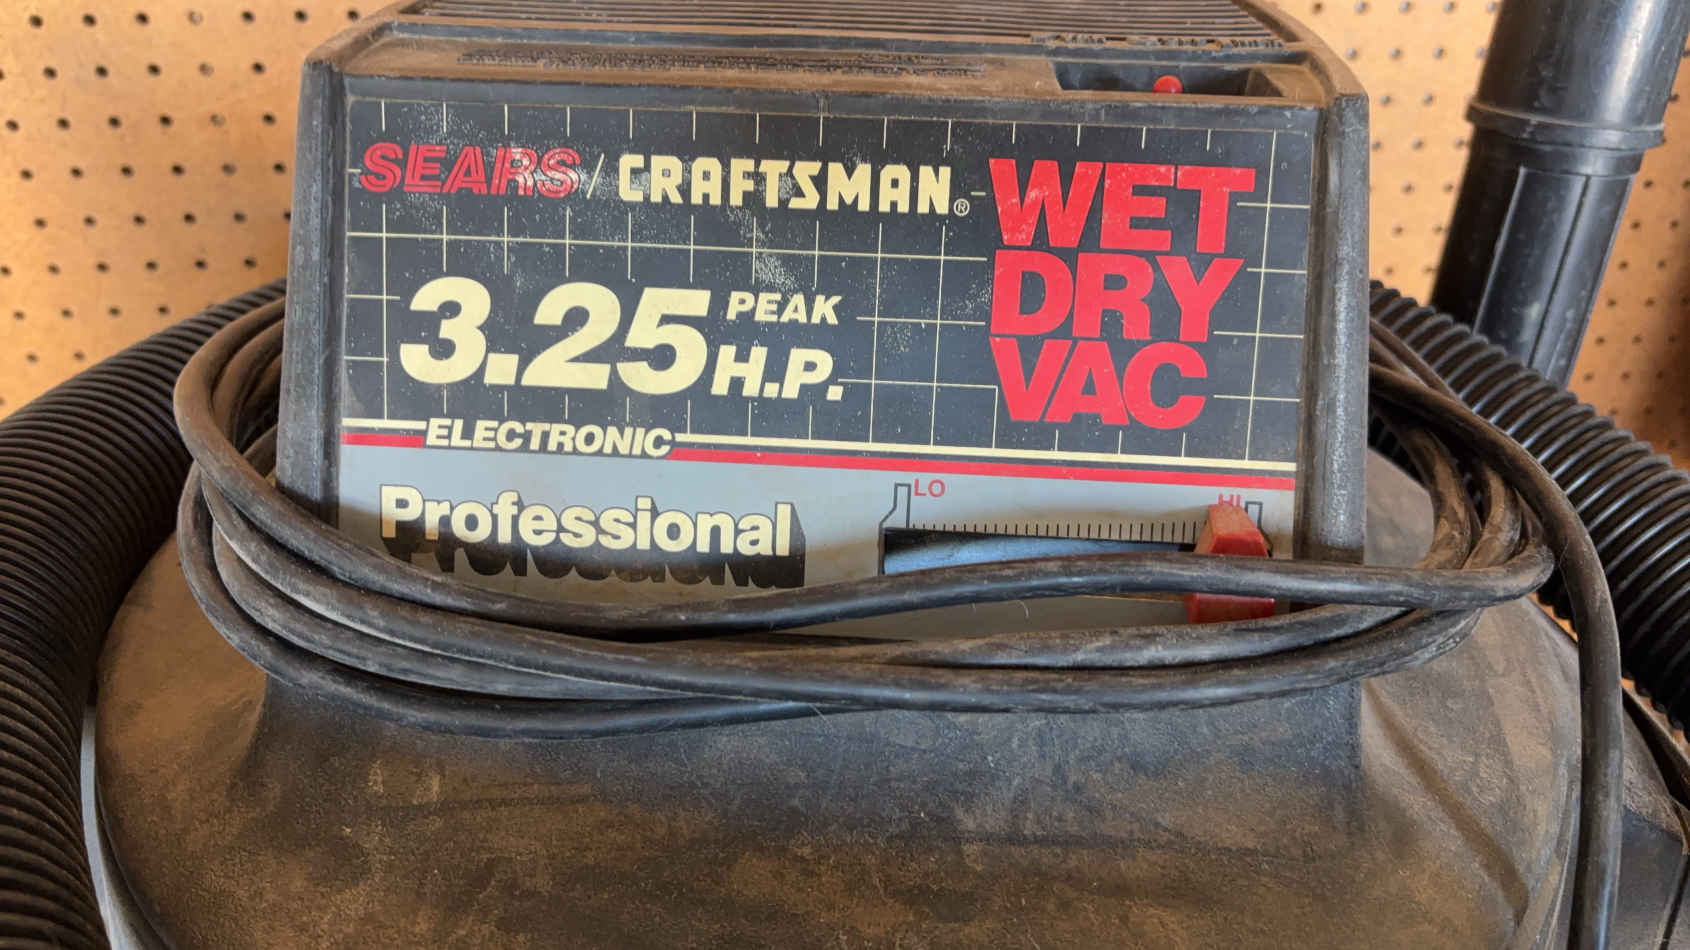 SEARS / CRAFTSMAN®
WET
DRY
VAC
3.25 PEAK
H.P.
ELECTRONIC
Professional
LO
HI